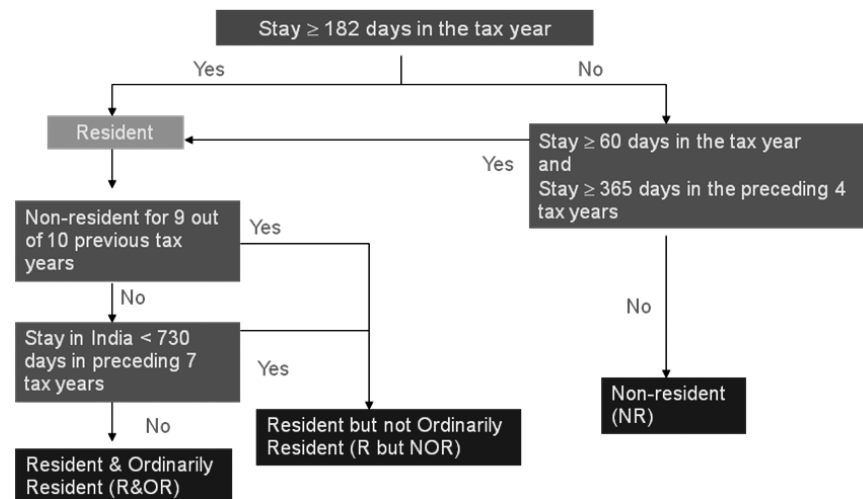 Stay ≥ 182 days in the tax year
Yes
No
Resident
Yes
Stay ≥ 60 days in the tax year
and
Stay ≥ 365 days in the preceding 4
tax years
Non-resident for 9 out
of 10 previous tax
years
Yes
No
No
Stay in India < 730
days in preceding 7
tax years
Yes
No
Non-resident
(NR)
Resident but not Ordinarily
Resident (R but NOR)
Resident & Ordinarily
Resident (R&OR)